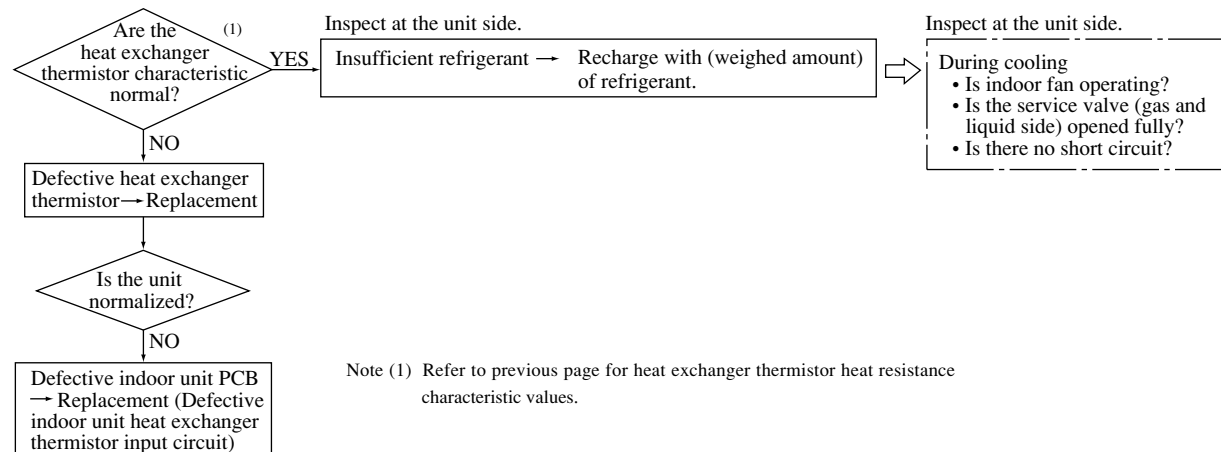 Are the
heat exchanger
thermistor characteristic
normal?
(1)
YES
Inspect at the unit side.
Insufficient refrigerant → Recharge with (weighed amount)
of refrigerant.
Inspect at the unit side.
During cooling
• Is indoor fan operating?
• Is the service valve (gas and
liquid side) opened fully?
• Is there no short circuit?
NO
Defective heat exchanger
thermistor → Replacement
Is the unit
normalized?
NO
Defective indoor unit PCB
→ Replacement (Defective
indoor unit heat exchanger
thermistor input circuit)
Note (1) Refer to previous page for heat exchanger thermistor heat resistance
characteristic values.